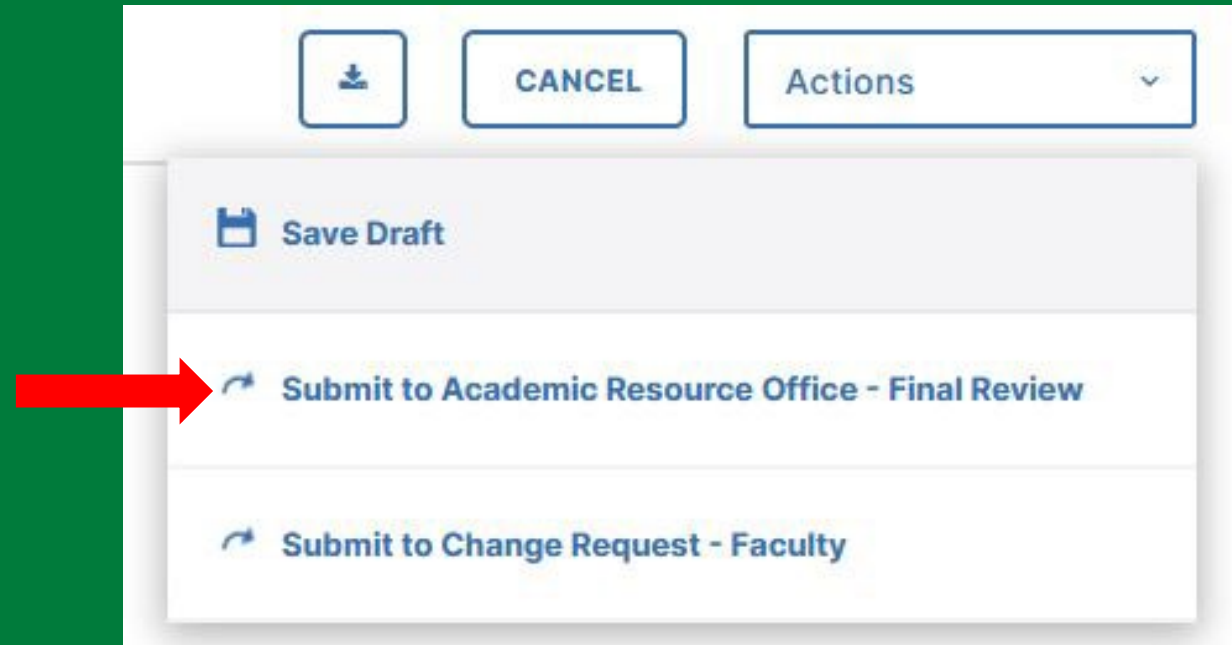 CANCEL Actions
Save Draft
Submit to Academic Resource Office - Final Review
Submit to Change Request - Faculty